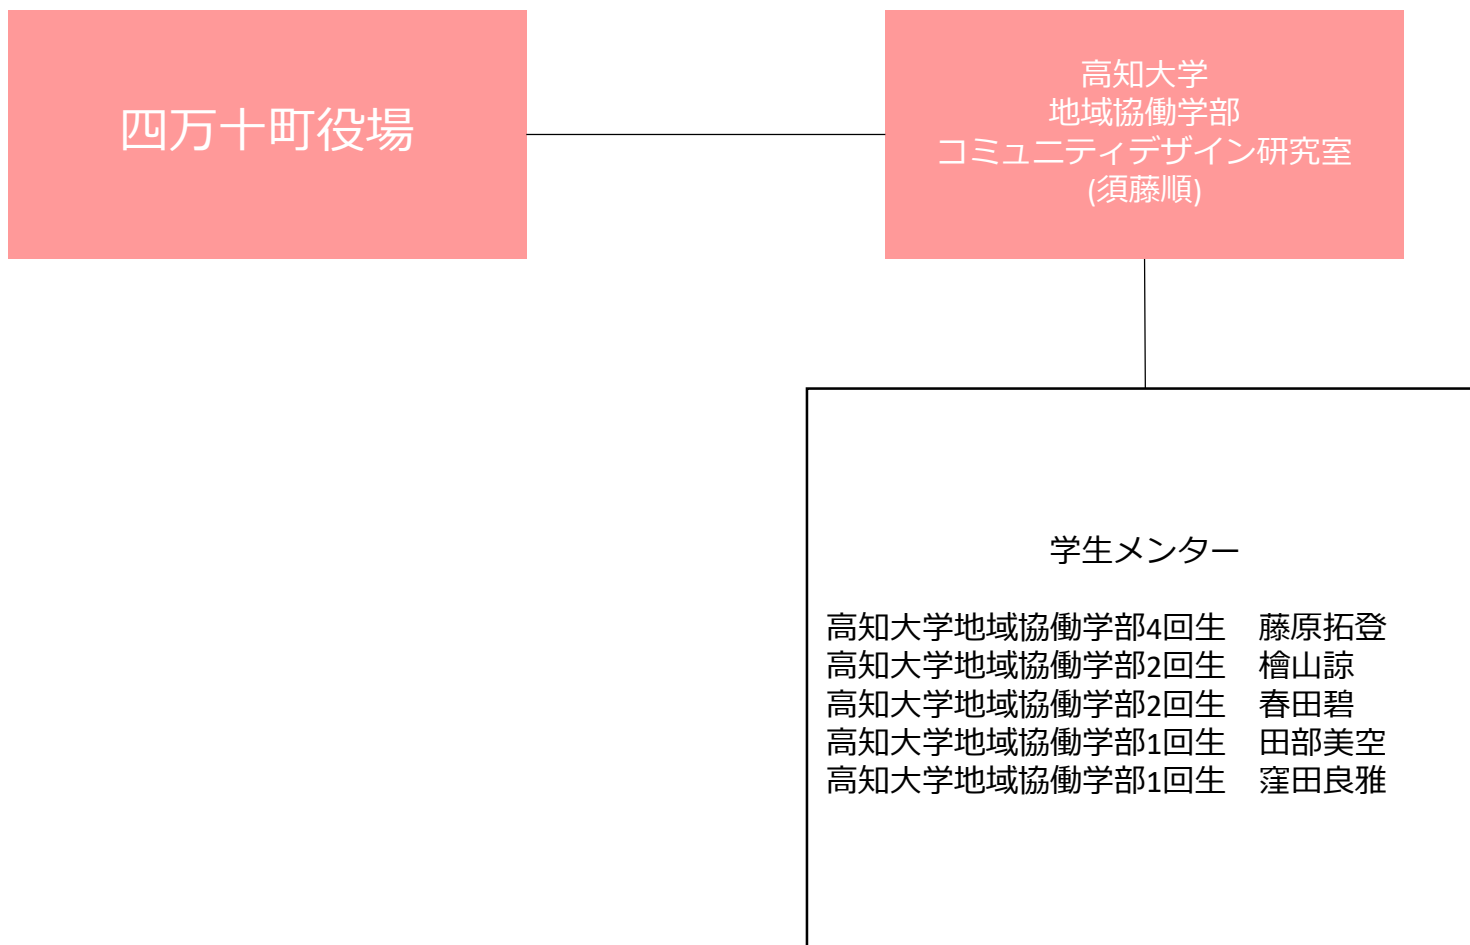 四万十町役場
高知大学
地域協働学部
コミュニティデザイン研究室
(須藤順)
学生メンター
高知大学地域協働学部4回生　藤原拓登
高知大学地域協働学部2回生　檜山諒
高知大学地域協働学部2回生　春田碧
高知大学地域協働学部1回生　田部美空
高知大学地域協働学部1回生　窪田良雅